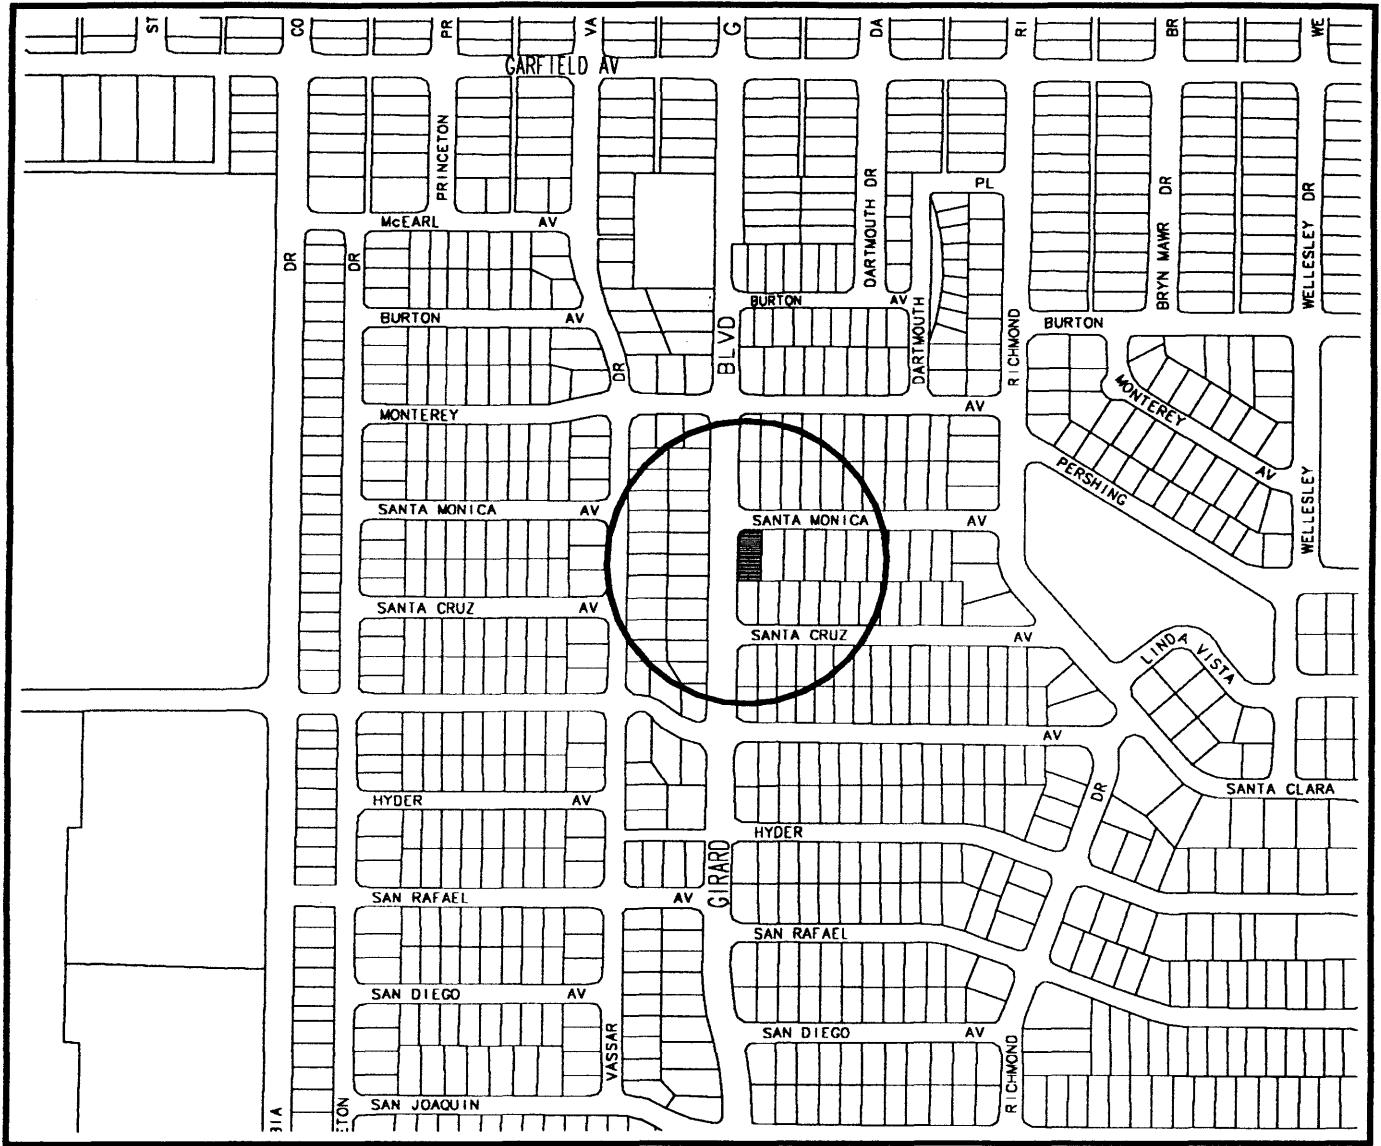 ST
CO
PR
VA
G
DA
RI
BR
WE
GARFIELD AV
PRINCETON
PL
DARTMOUTH DR
BRYN MAWR DR
WELLESLEY DR
McEARL AV
DR
DR
BURTON AV
BURTON AV
BURTON
BLVD
DR
DARTMOUTH
RICHMOND
MONTEREY
AV
MONTEREY AV
PERSHING
WELLESLEY
SANTA MONICA AV
SANTA MONICA AV
SANTA CRUZ AV
SANTA CRUZ AV
LINDA VISTA
AV
DR
SANTA CLARA
HYDER AV
HYDER
GIRARD
SAN RAFAEL AV
SAN RAFAEL
SAN DIEGO AV
SAN DIEGO AV
VASSAR
RICHMOND
SAN JOAQUIN
BIA
ETON